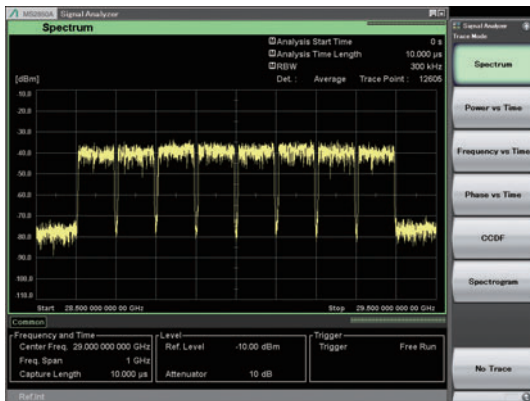 MS2850A Signal Analyzer
Spectrum
M Analysis Start Time 0 s
M Analysis Time Length 10.000 µs
M RBW 300 kHz
Det. : Average Trace Point : 12605
[dBm]
-10.0
-20.0
-30.0
-40.0
-50.0
-60.0
-70.0
-80.0
-90.0
-100.0
-110.0
Start 28.500 000 000 00 GHz Stop 29.500 000 000 00 GHz
Common
Frequency and Time
Center Freq. 29.000 000 000 GHz
Freq. Span 1 GHz
Capture Length 10.000 µs
Level
Ref. Level -10.00 dBm
Attenuator 10 dB
Trigger
Trigger Free Run
Ref.Int
Signal Analyzer
Trace Mode
Spectrum
Power vs Time
Frequency vs Time
Phase vs Time
CCDF
Spectrogram
No Trace